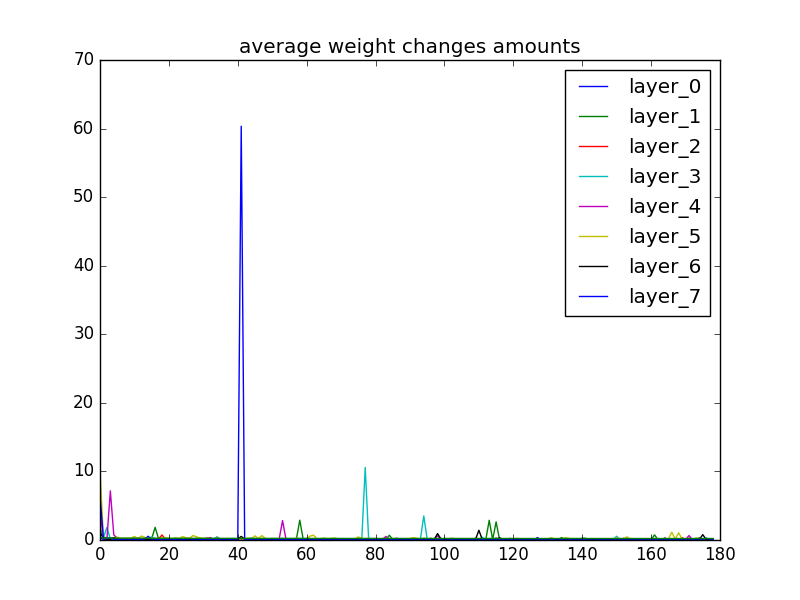 average weight changes amounts
70
60
50
40
30
20
10
0
layer_0
layer_1
layer_2
layer_3
layer_4
layer_5
layer_6
layer_7
0 20 40 60 80 100 120 140 160 180